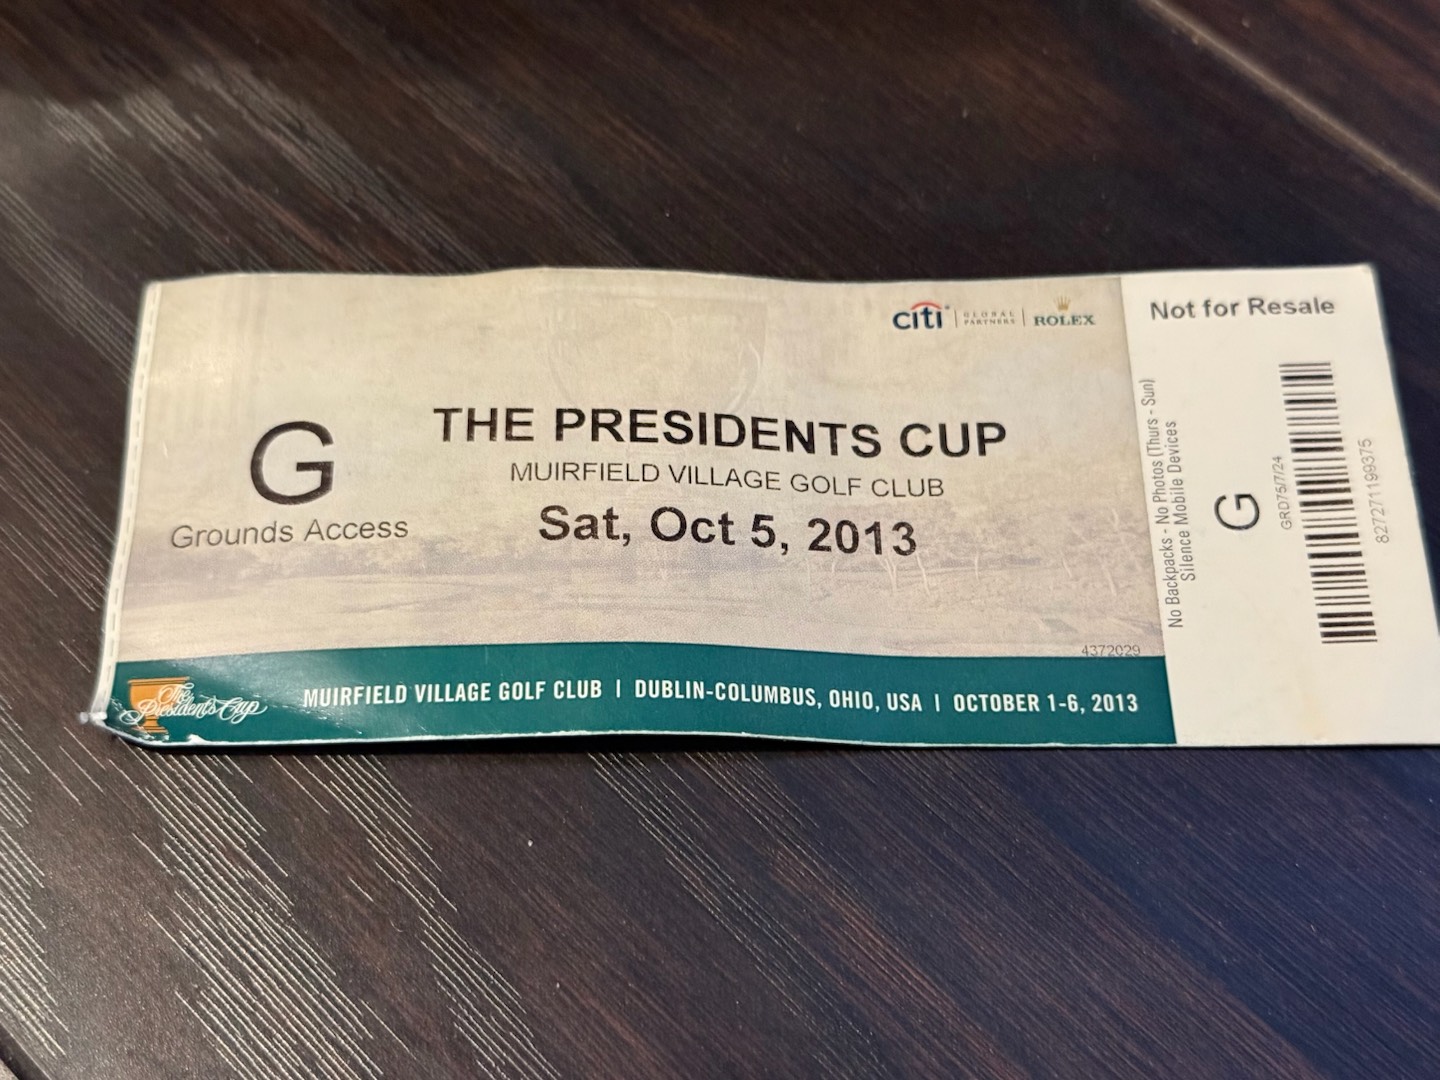 citi | GLOBAL PARTNERS | ROLEX
G
Grounds Access
THE PRESIDENTS CUP
MUIRFIELD VILLAGE GOLF CLUB
Sat, Oct 5, 2013
4372029
The Presidents Cup
MUIRFIELD VILLAGE GOLF CLUB | DUBLIN-COLUMBUS, OHIO, USA | OCTOBER 1-6, 2013
Not for Resale
No Backpacks - No Photos (Thurs - Sun)
Silence Mobile Devices
G
GRD75/7/24
827271199375